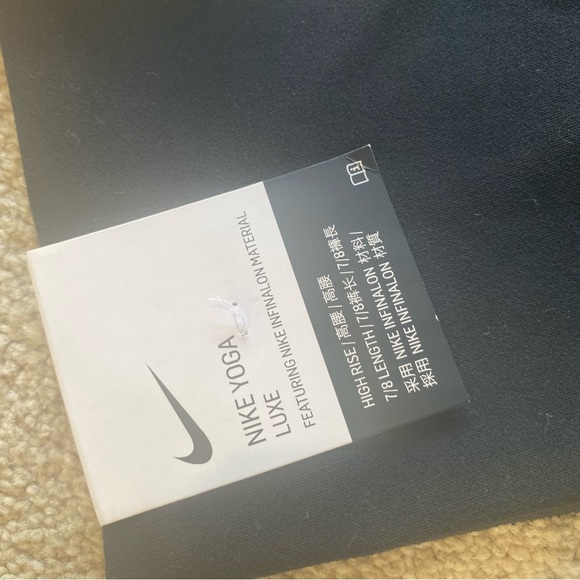 NIKE YOGA
LUXE
FEATURING NIKE INFINALON MATERIAL
HIGH RISE / 高腰 / 高腰
7/8 LENGTH / 7/8裤长 / 7/8褲長
采用 NIKE INFINALON 材料 /
採用 NIKE INFINALON 材質